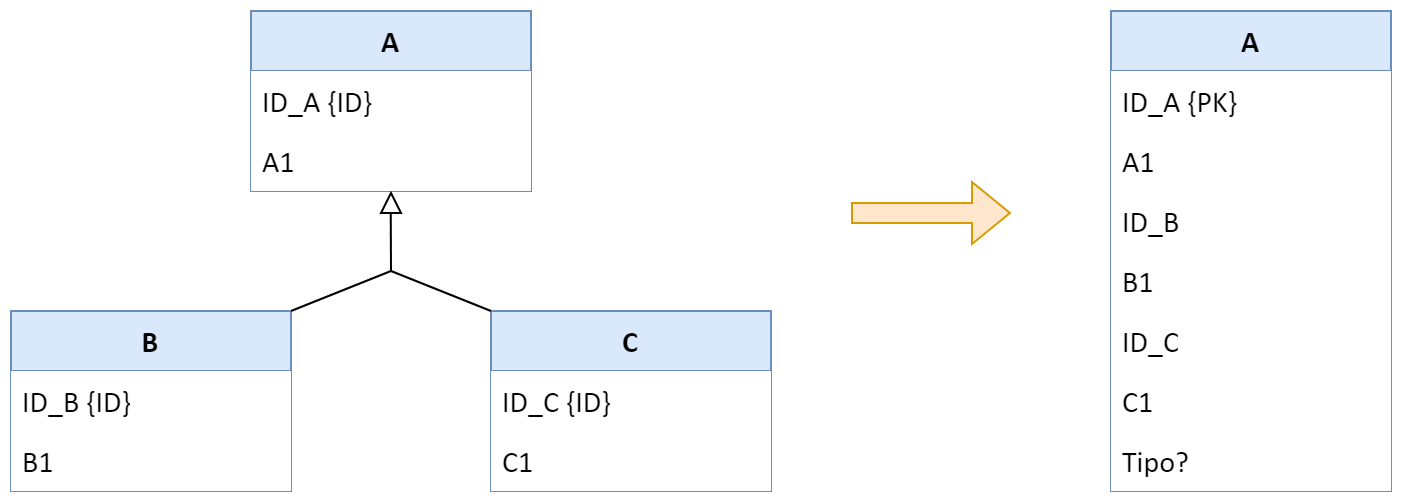 A
ID_A {ID}
A1
B
ID_B {ID}
B1
C
ID_C {ID}
C1
A
ID_A {PK}
A1
ID_B
B1
ID_C
C1
Tipo?